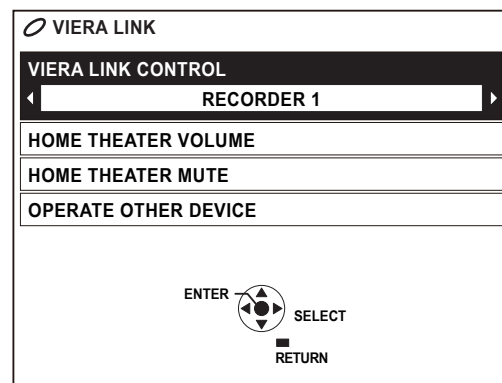 VIERA LINK
VIERA LINK CONTROL
RECORDER 1
HOME THEATER VOLUME
HOME THEATER MUTE
OPERATE OTHER DEVICE
ENTER
SELECT
RETURN